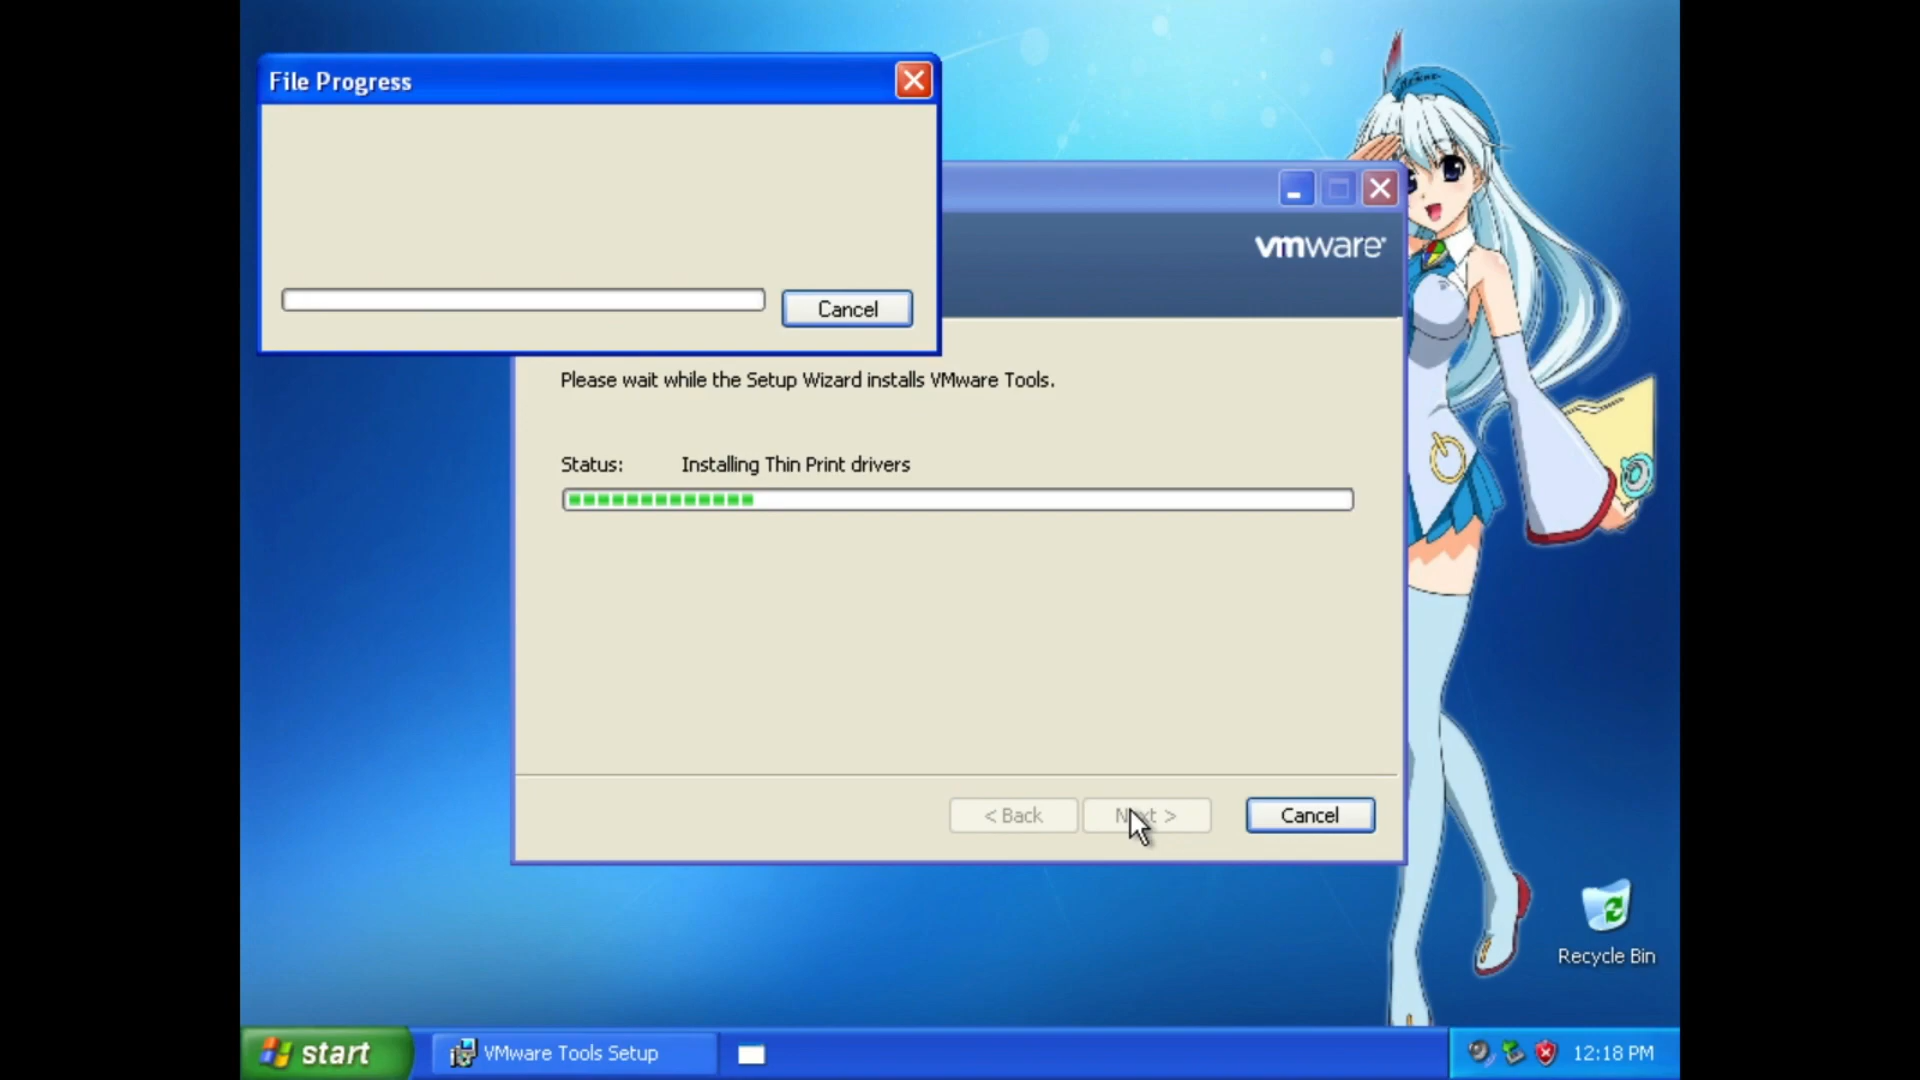 File Progress
Cancel
vmware
Please wait while the Setup Wizard installs VMware Tools.
Status: Installing Thin Print drivers
< Back
Cancel
Recycle Bin
start
VMware Tools Setup
12:18 PM